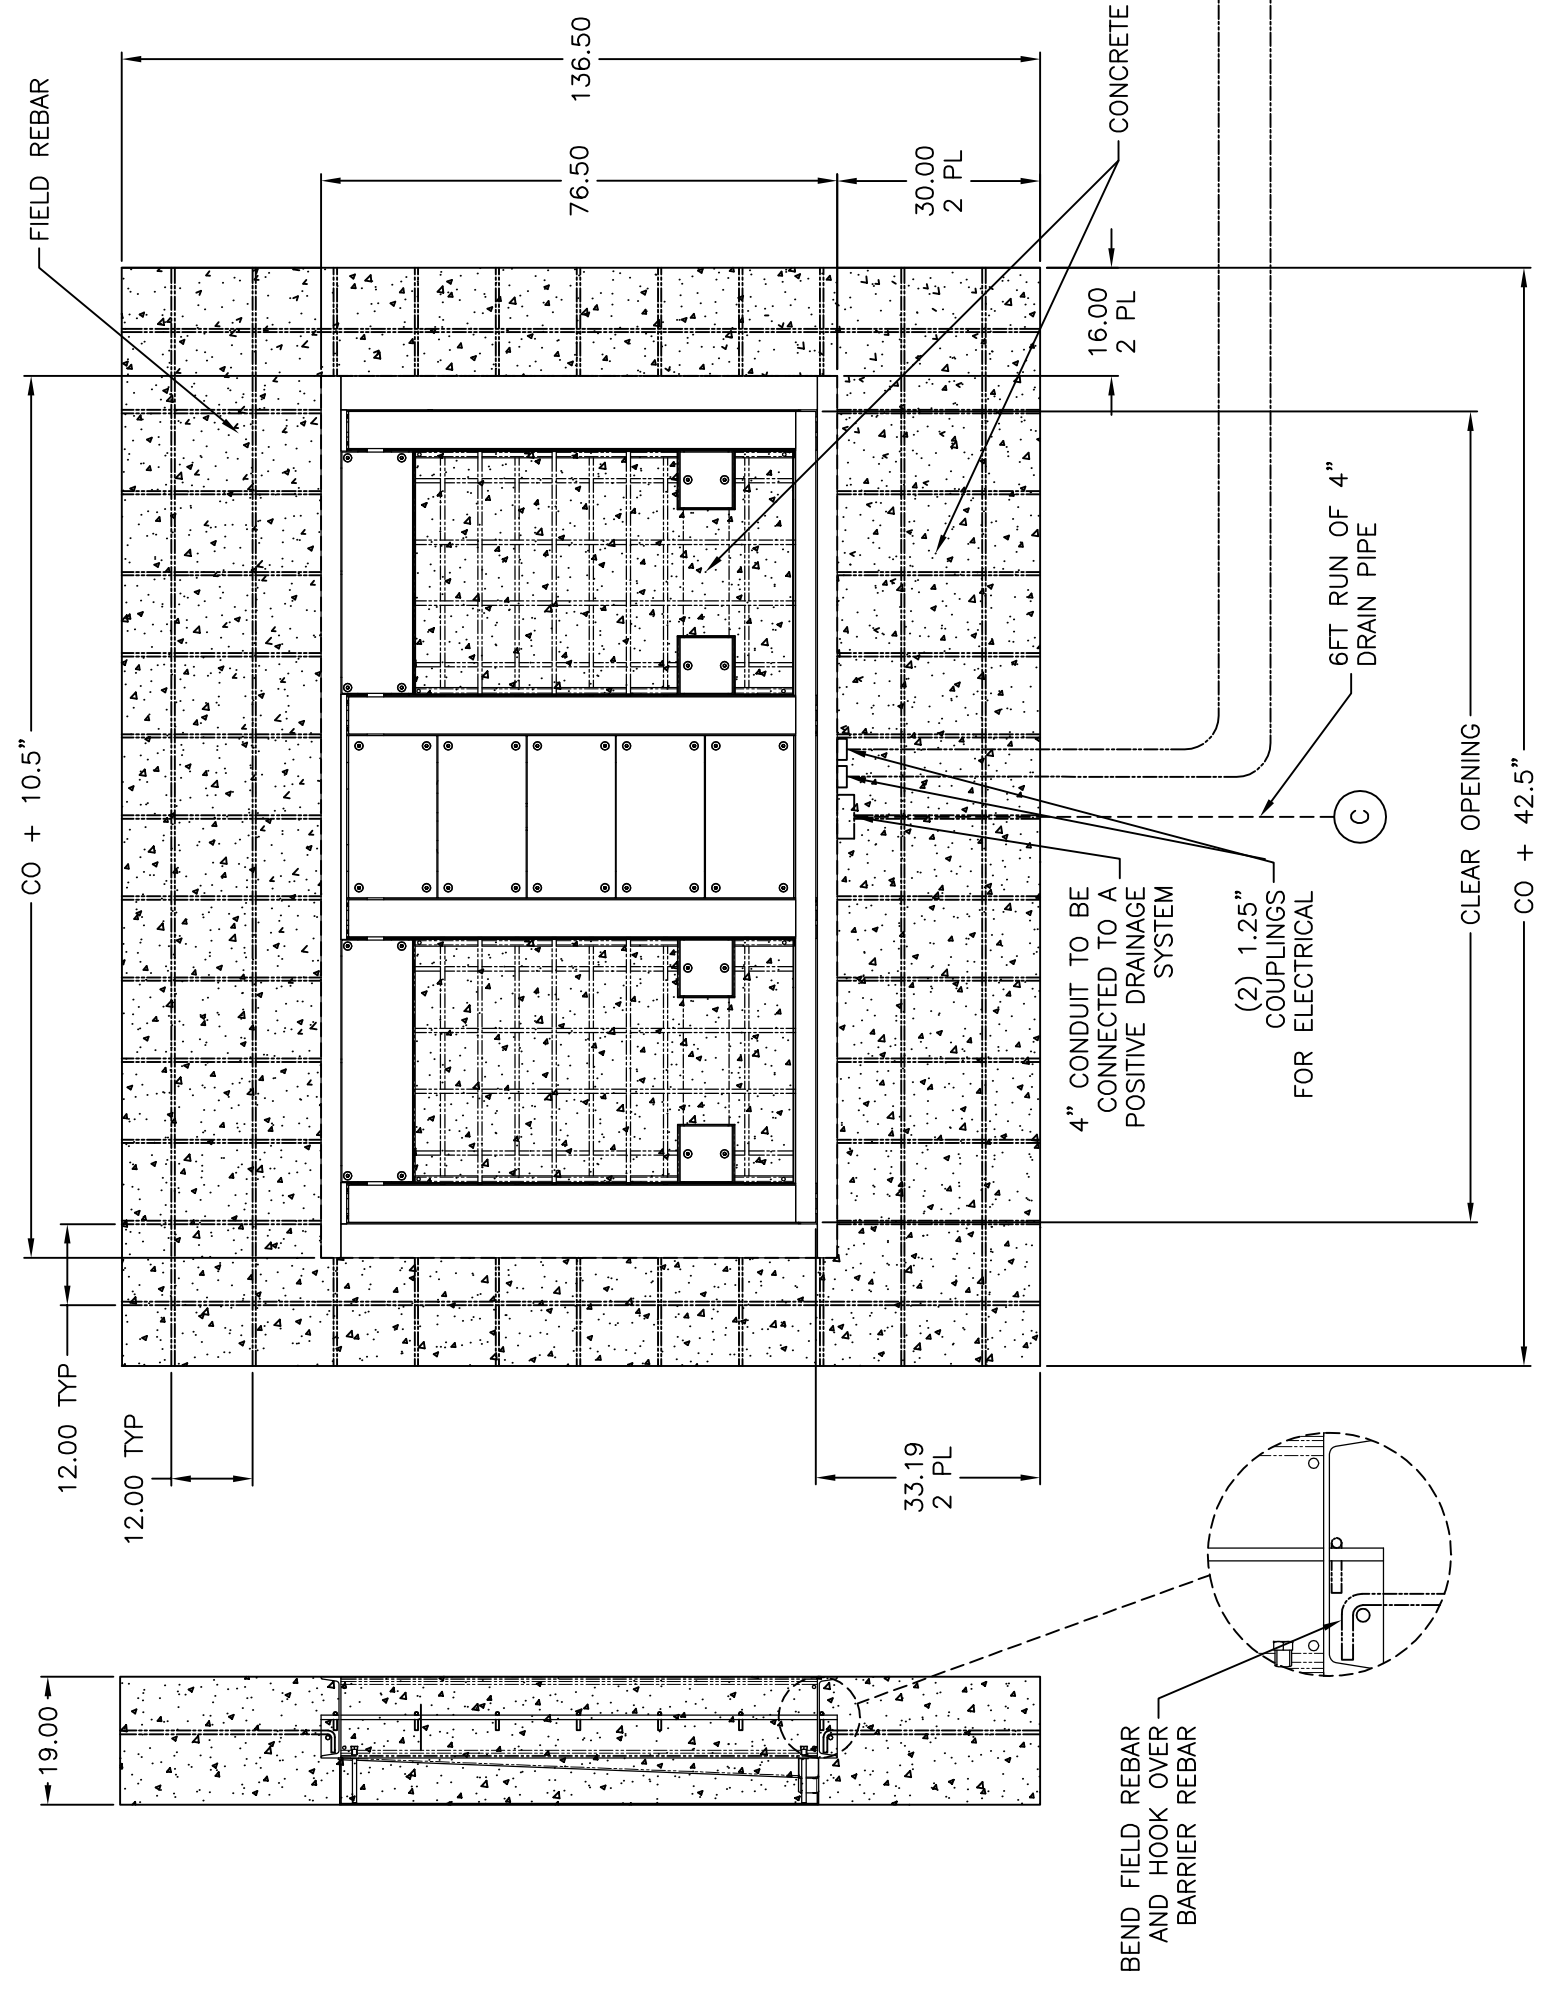 FIELD REBAR
136.50
76.50
30.00
2 PL
CONCRETE
16.00
2 PL
CO + 10.5”
6FT RUN OF 4”
DRAIN PIPE
C
CLEAR OPENING
CO + 42.5”
4” CONDUIT TO BE
CONNECTED TO A
POSITIVE DRAINAGE
SYSTEM
(2) 1.25”
COUPLINGS
FOR ELECTRICAL
12.00 TYP
12.00 TYP
33.19
2 PL
19.00
BEND FIELD REBAR
AND HOOK OVER
BARRIER REBAR